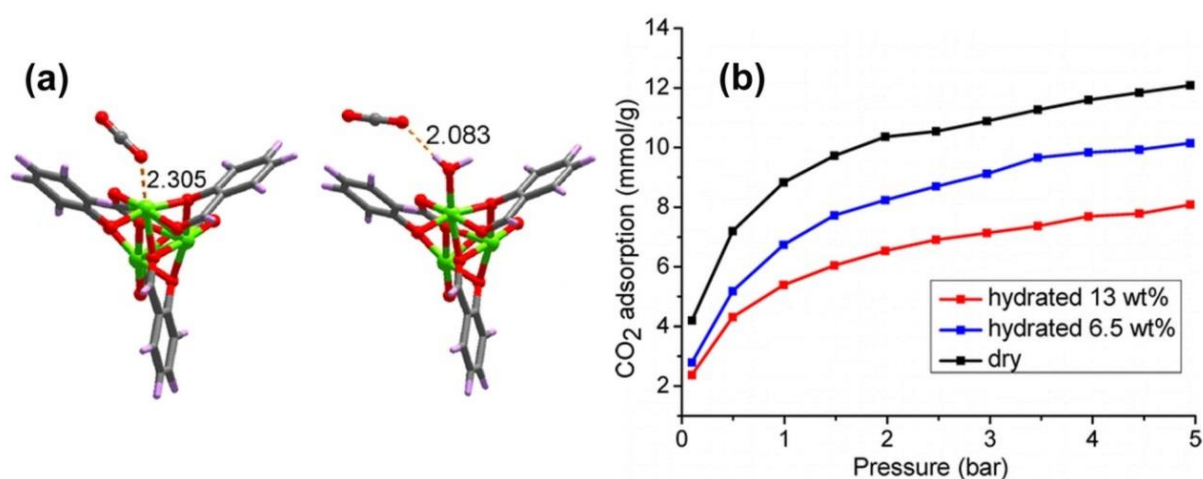 (a)
2.305
2.083
(b)
CO₂ adsorption (mmol/g)
14
12
10
8
6
4
2
hydrated 13 wt%
hydrated 6.5 wt%
dry
0 1 2 3 4 5
Pressure (bar)